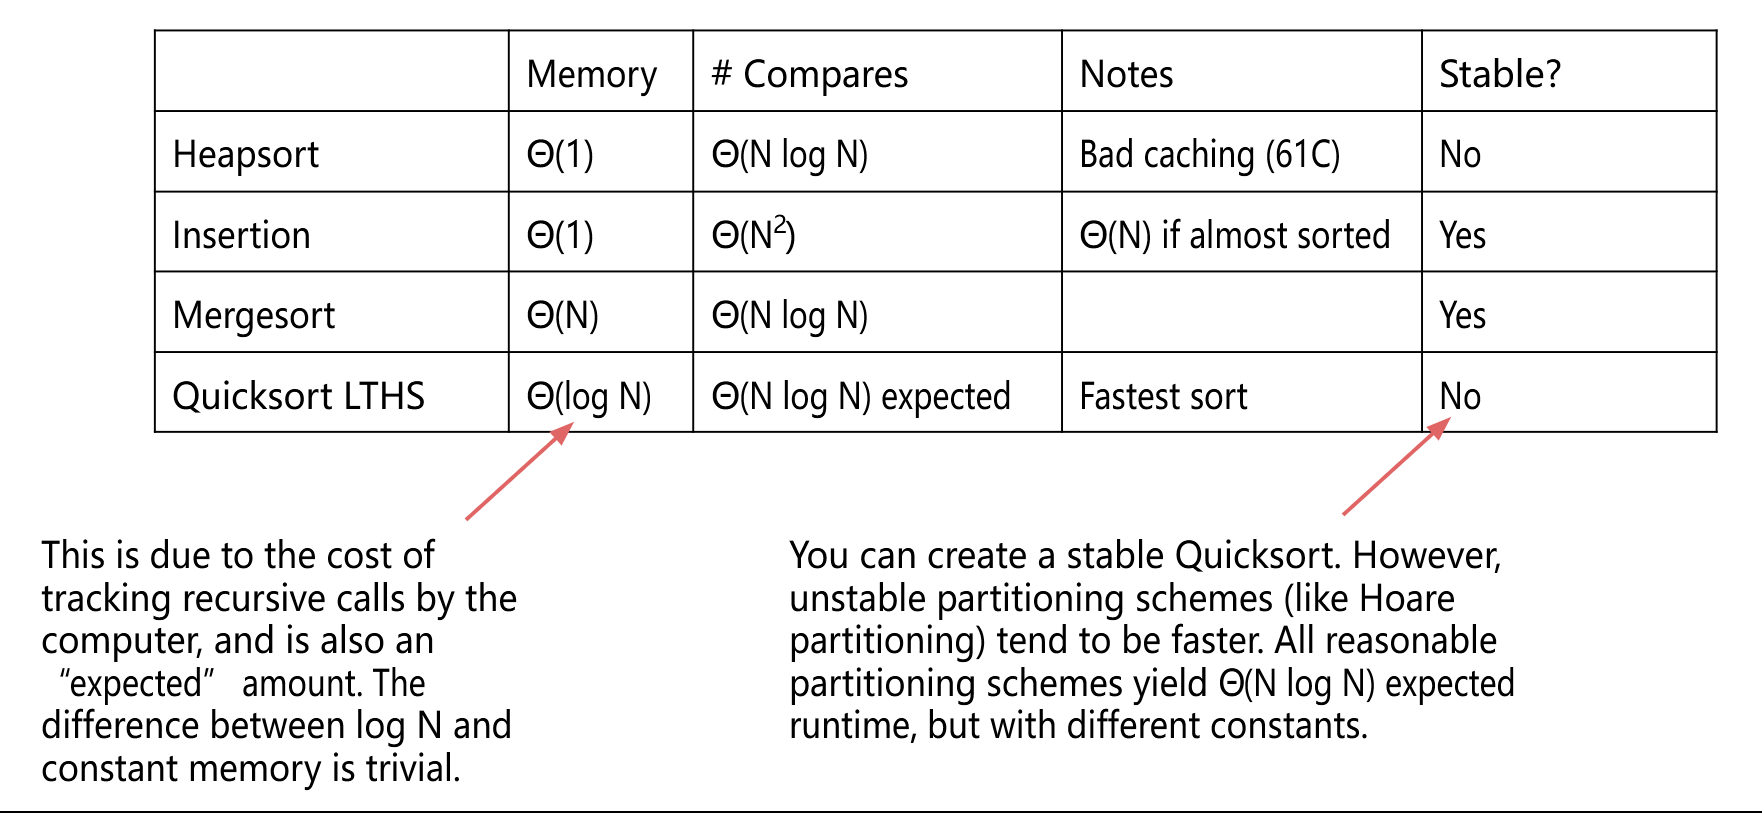 Memory # Compares Notes Stable?
Heapsort Θ(1) Θ(N log N) Bad caching (61C) No
Insertion Θ(1) Θ(N²) Θ(N) if almost sorted Yes
Mergesort Θ(N) Θ(N log N) Yes
Quicksort LTHS Θ(log N) Θ(N log N) expected Fastest sort No
This is due to the cost of
tracking recursive calls by the
computer, and is also an
“expected” amount. The
difference between log N and
constant memory is trivial.
You can create a stable Quicksort. However,
unstable partitioning schemes (like Hoare
partitioning) tend to be faster. All reasonable
partitioning schemes yield Θ(N log N) expected
runtime, but with different constants.